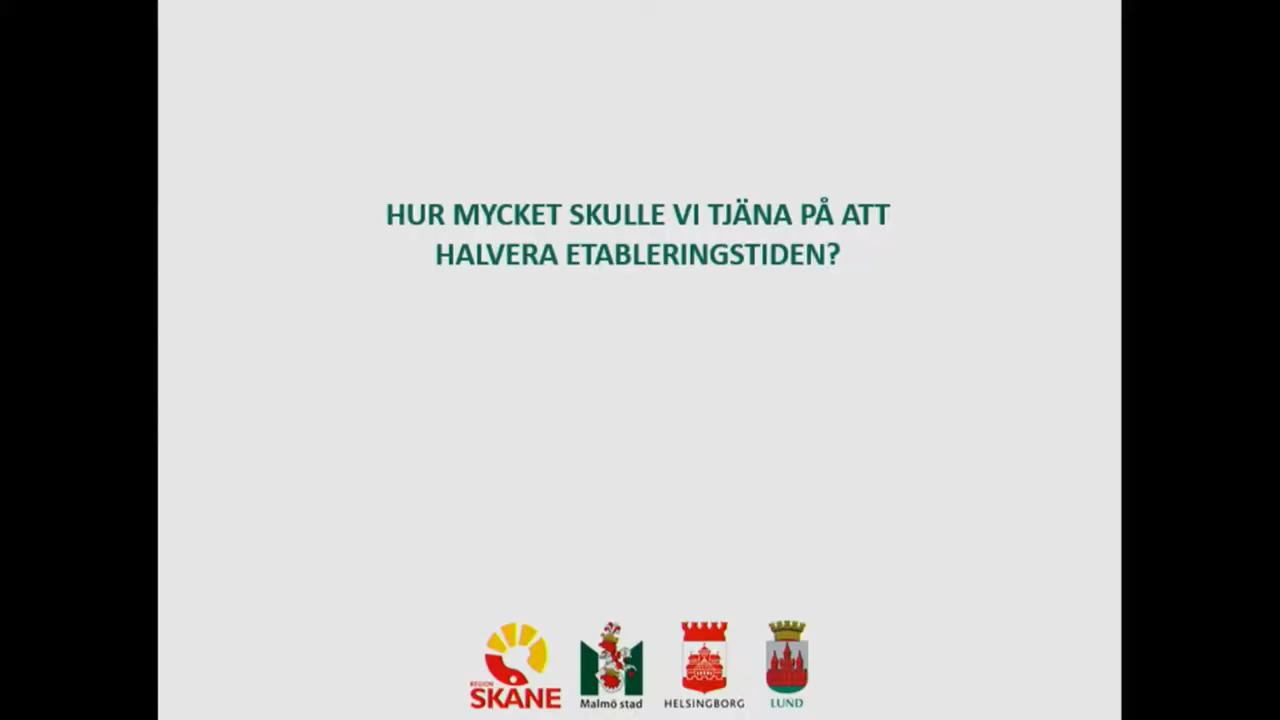 HUR MYCKET SKULLE VI TJÄNA PÅ ATT
HALVERA ETABLERINGSTIDEN?
REGION
SKÅNE
Malmö stad
HELSINGBORG
LUND